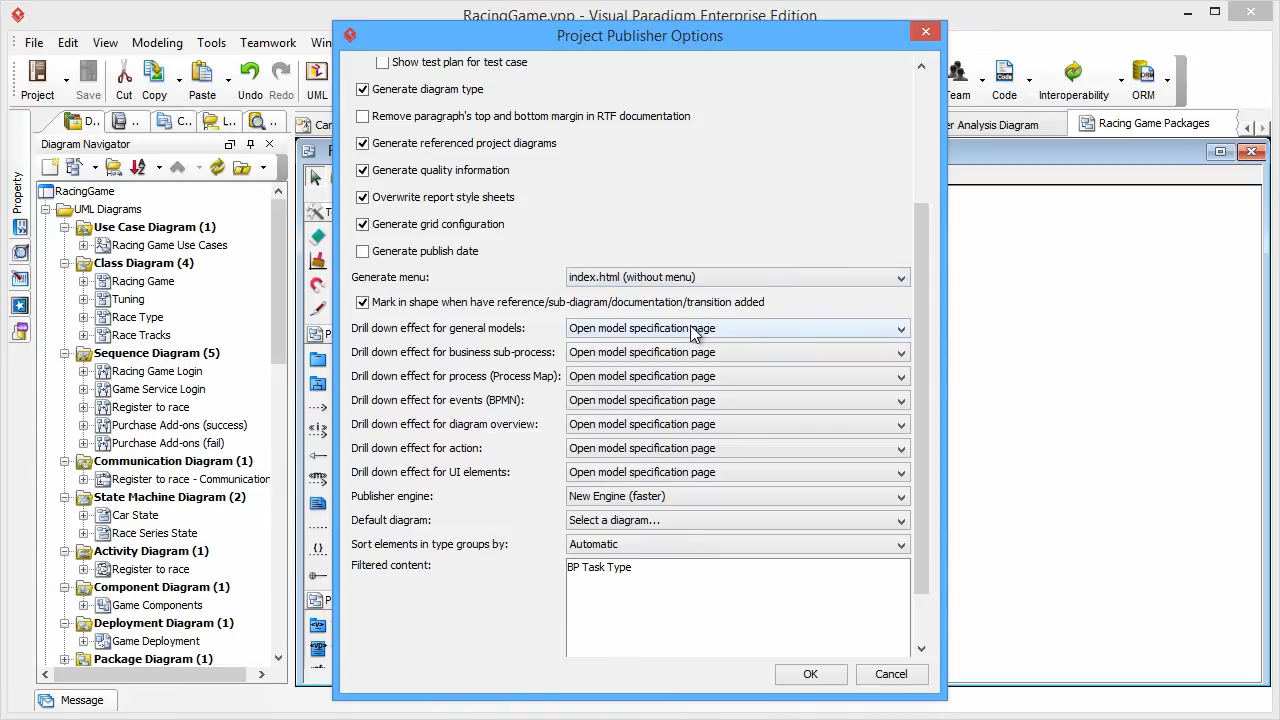 RacingGame.vpp - Visual Paradigm Enterprise Edition
File Edit View Modeling Tools Teamwork Win
Project Save Cut Copy Paste Undo Redo UML
Team Code Interoperability ORM
Project Publisher Options
D.. C.. L..
Car
er Analysis Diagram
Racing Game Packages
Property
Diagram Navigator
RacingGame
UML Diagrams
Use Case Diagram (1)
Racing Game Use Cases
Class Diagram (4)
Racing Game
Tuning
Race Type
Race Tracks
Sequence Diagram (5)
Racing Game Login
Game Service Login
Register to race
Purchase Add-ons (success)
Purchase Add-ons (fail)
Communication Diagram (1)
Register to race - Communication
State Machine Diagram (2)
Car State
Race Series State
Activity Diagram (1)
Register to race
Component Diagram (1)
Game Components
Deployment Diagram (1)
Game Deployment
Package Diagram (1)
Message
Show test plan for test case
Generate diagram type
Remove paragraph's top and bottom margin in RTF documentation
Generate referenced project diagrams
Generate quality information
Overwrite report style sheets
Generate grid configuration
Generate publish date
Generate menu: index.html (without menu)
Mark in shape when have reference/sub-diagram/documentation/transition added
Drill down effect for general models: Open model specification page
Drill down effect for business sub-process: Open model specification page
Drill down effect for process (Process Map): Open model specification page
Drill down effect for events (BPMN): Open model specification page
Drill down effect for diagram overview: Open model specification page
Drill down effect for action: Open model specification page
Drill down effect for UI elements: Open model specification page
Publisher engine: New Engine (faster)
Default diagram: Select a diagram...
Sort elements in type groups by: Automatic
Filtered content: BP Task Type
OK Cancel